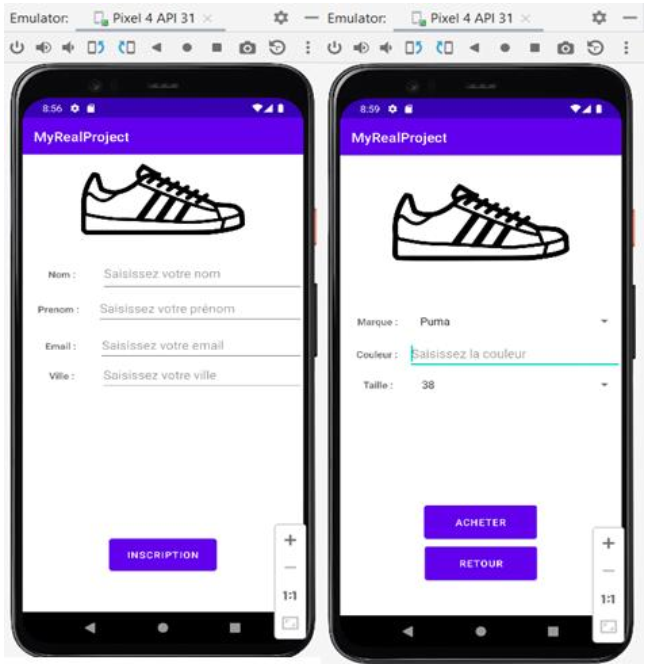 Emulator: Pixel 4 API 31
8:56
MyRealProject
Nom : Saisissez votre nom
Prenom : Saisissez votre prénom
Email : Saisissez votre email
Ville : Saisissez votre ville
INSCRIPTION
1:1
Emulator: Pixel 4 API 31
8:59
MyRealProject
Marque : Puma
Couleur : Saisissez la couleur
Taille : 38
ACHETER
RETOUR
1:1